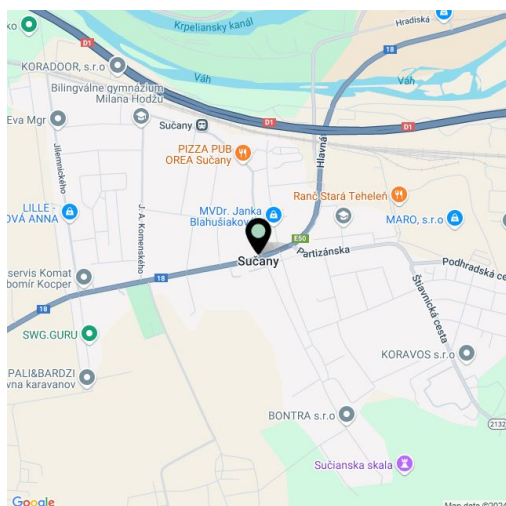 Krpeliansky kanál
Hradiská
ko
D1
18
KORADOOR, s.r.o
Bilingválne gymnázium
Milana Hodžu
Váh
Váh
Eva Mgr
Sučany
D1
D1
PIZZA PUB
OREA Sučany
Hlavná
Jilemnického
J. A. Komenského
Ranč Stará Teheleň
LILLE -
OVÁ ANNA
MVDr. Janka
Blahušiakov
MARO, s.r.o
E50
Partizánska
Sučany
Podhradská ce
servis Komat
bomír Kocper
18
18
Štiavnická cesta
SWG.GURU
KORAVOS s.r.o
PALI&BARDZI
vna karavanov
BONTRA s.r.o
2132
Sučianska skala
Google
Map data ©2024